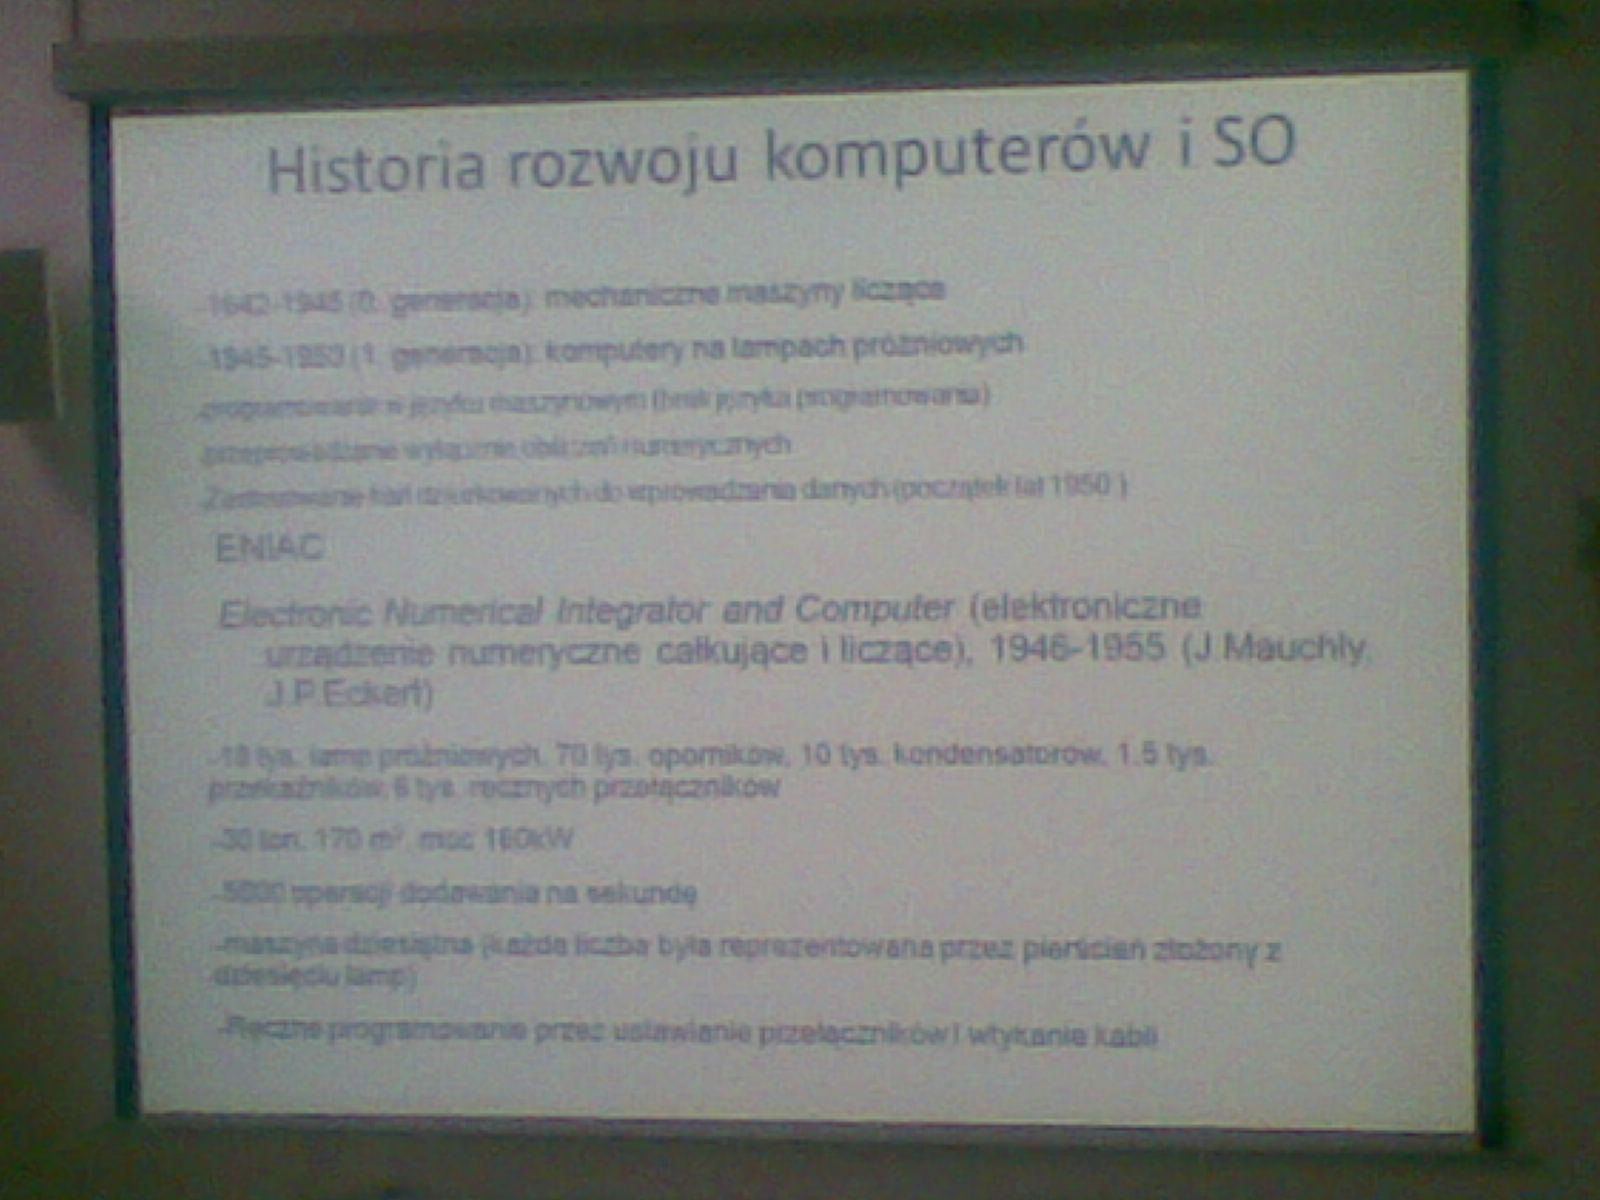 Historia rozwoju komputerów i SO
1642-1945 (0. generacja): mechaniczne maszyny liczące
1945-1953 (1. generacja): komputery na lampach próżniowych
-programowanie w języku maszynowym (brak języka programowania)
-przeprowadzanie wyłącznie obliczeń numerycznych
-Zastosowanie kart dziurkowanych do wprowadzania danych (początek lat 1950 )
ENIAC
Electronic Numerical Integrator and Computer (elektroniczne
urządzenie numeryczne całkujące i liczące), 1946-1955 (J.Mauchly,
J.P.Eckert)
-18 tys. lamp próżniowych, 70 tys. oporników, 10 tys. kondensatorów, 1.5 tys.
przekaźników, 6 tys. ręcznych przełączników
-30 ton, 170 m², moc 160kW
-5000 operacji dodawania na sekundę
-maszyna dziesiętna (każda liczba była reprezentowana przez pierścień złożony z
dziesięciu lamp)
-Ręczne programowanie przez ustawianie przełączników i wtykanie kabli